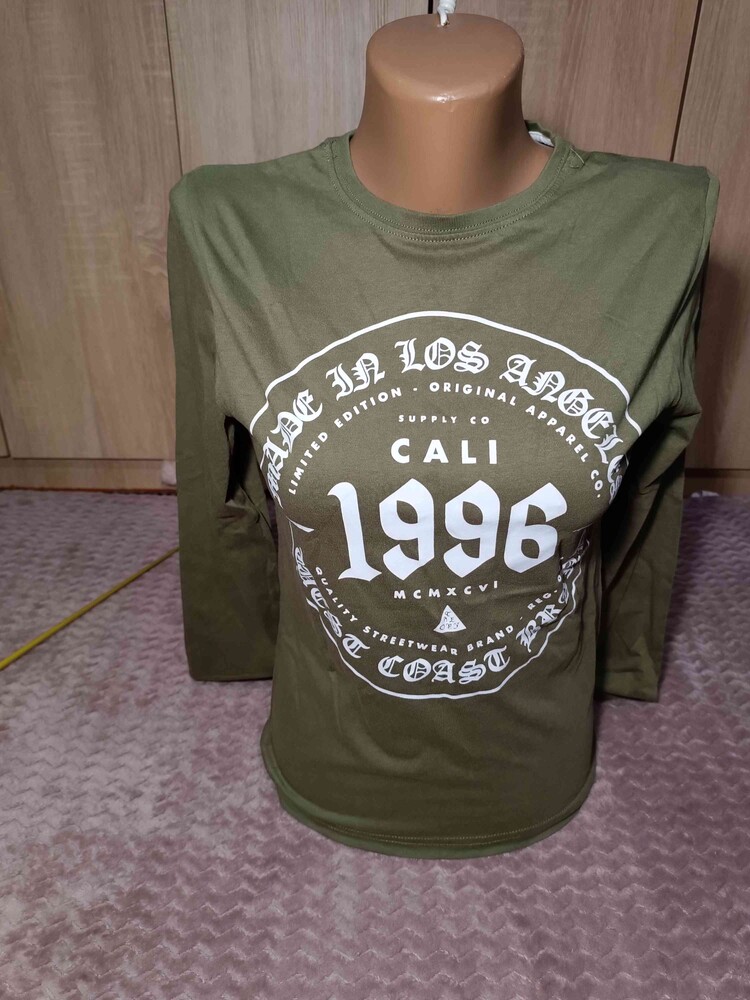 MADE IN LOS ANGELES
LIMITED EDITION - ORIGINAL APPAREL CO.
SUPPLY CO
CALI
1996
MCMXCVI
QUALITY STREETWEAR BRAND - REG.
WEST COAST